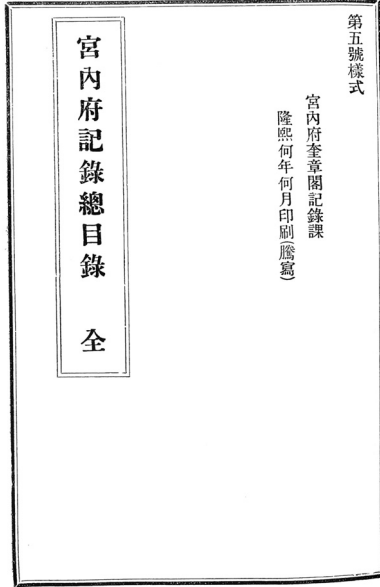 第五號樣式
宮內府奎章閣記錄課
隆熙何年何月印刷(謄寫)
宮內府記錄總目錄 全